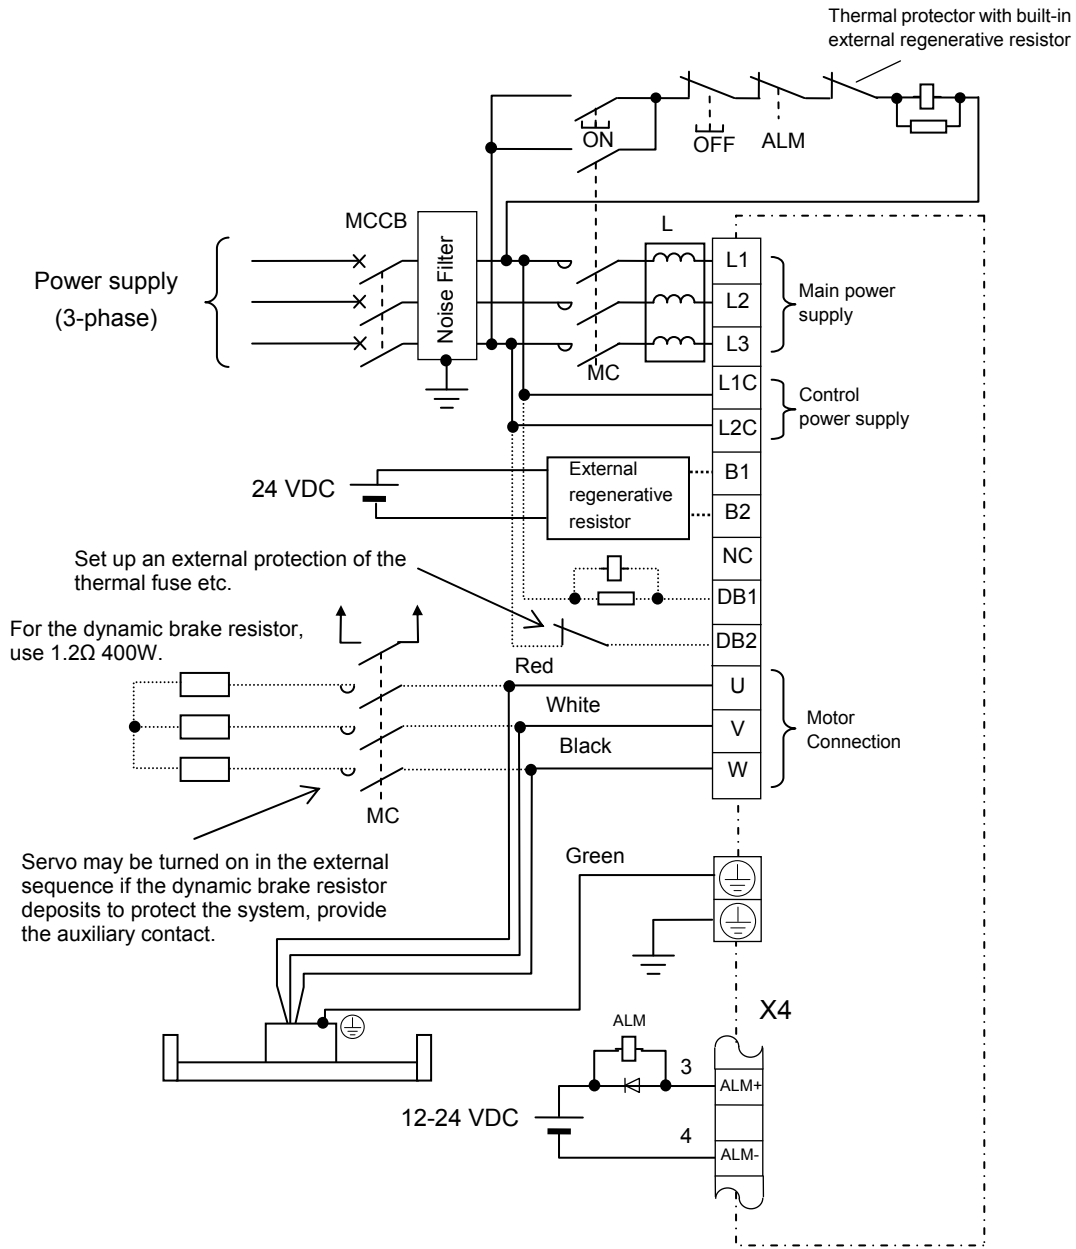 Thermal protector with built-in
external regenerative resistor
ON
OFF
ALM
MCCB
Noise Filter
L
Power supply
(3-phase)
MC
L1
L2
L3
Main power
supply
L1C
L2C
Control
power supply
24 VDC
External
regenerative
resistor
B1
B2
NC
DB1
DB2
Set up an external protection of the
thermal fuse etc.
For the dynamic brake resistor,
use 1.2Ω 400W.
Red
White
Black
U
V
W
Motor
Connection
MC
Servo may be turned on in the external
sequence if the dynamic brake resistor
deposits to protect the system, provide
the auxiliary contact.
Green
X4
ALM
3
ALM+
12-24 VDC
4
ALM-